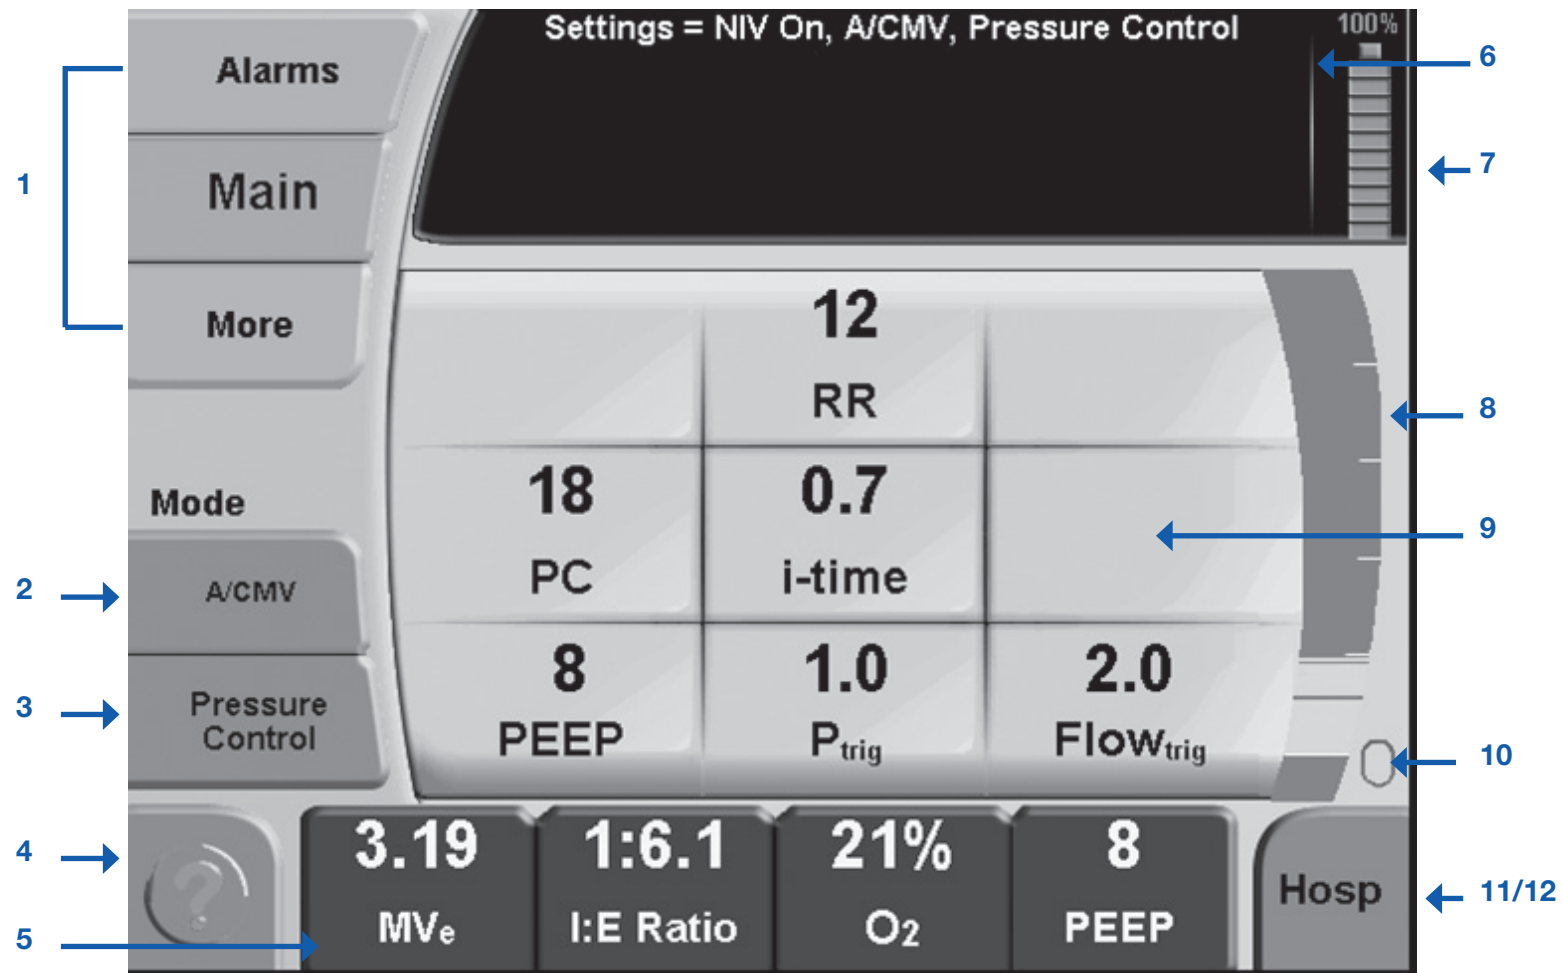 Settings = NIV On, A/CMV, Pressure Control
100%
6
Alarms
7
1
Main
More
12
RR
8
Mode
18
0.7
9
PC
i-time
2
A/CMV
8
1.0
2.0
3
Pressure
Control
PEEP
Ptrig
Flowtrig
10
4
?
3.19
1:6.1
21%
8
Hosp
11/12
5
MVe
I:E Ratio
O2
PEEP